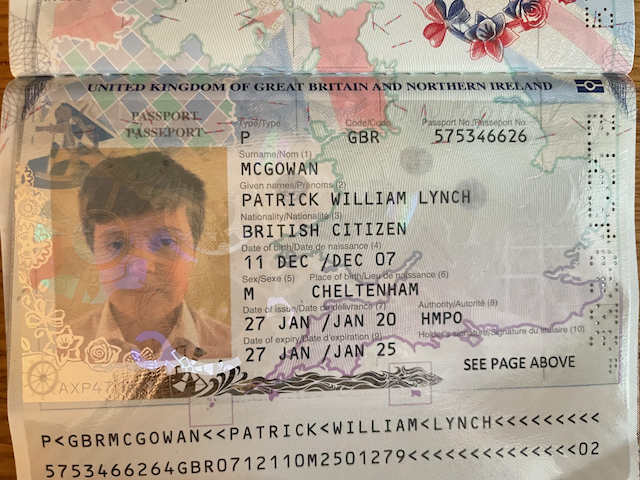 UNITED KINGDOM OF GREAT BRITAIN AND NORTHERN IRELAND
PASSPORT
PASSEPORT
Type/Type Code/Code Passport No./Passeport No.
P GBR 575346626
Surname/Nom (1)
MCGOWAN
Given names/Prénoms (2)
PATRICK WILLIAM LYNCH
Nationality/Nationalité (3)
BRITISH CITIZEN
Date of birth/Date de naissance (4)
11 DEC /DEC 07
Sex/Sexe (5) Place of birth/Lieu de naissance (6)
M CHELTENHAM
Date of issue/Date de délivrance (7) Authority/Autorité (8)
27 JAN /JAN 20 HMPO
Date of expiry/Date d'expiration (9) Holder's signature/Signature du titulaire (10)
27 JAN /JAN 25
SEE PAGE ABOVE
AXP47
P<GBRMCGOWAN<<PATRICK<WILLIAM<LYNCH<<<<<<<<<
5753466264GBR0712110M2501279<<<<<<<<<<<<<<02